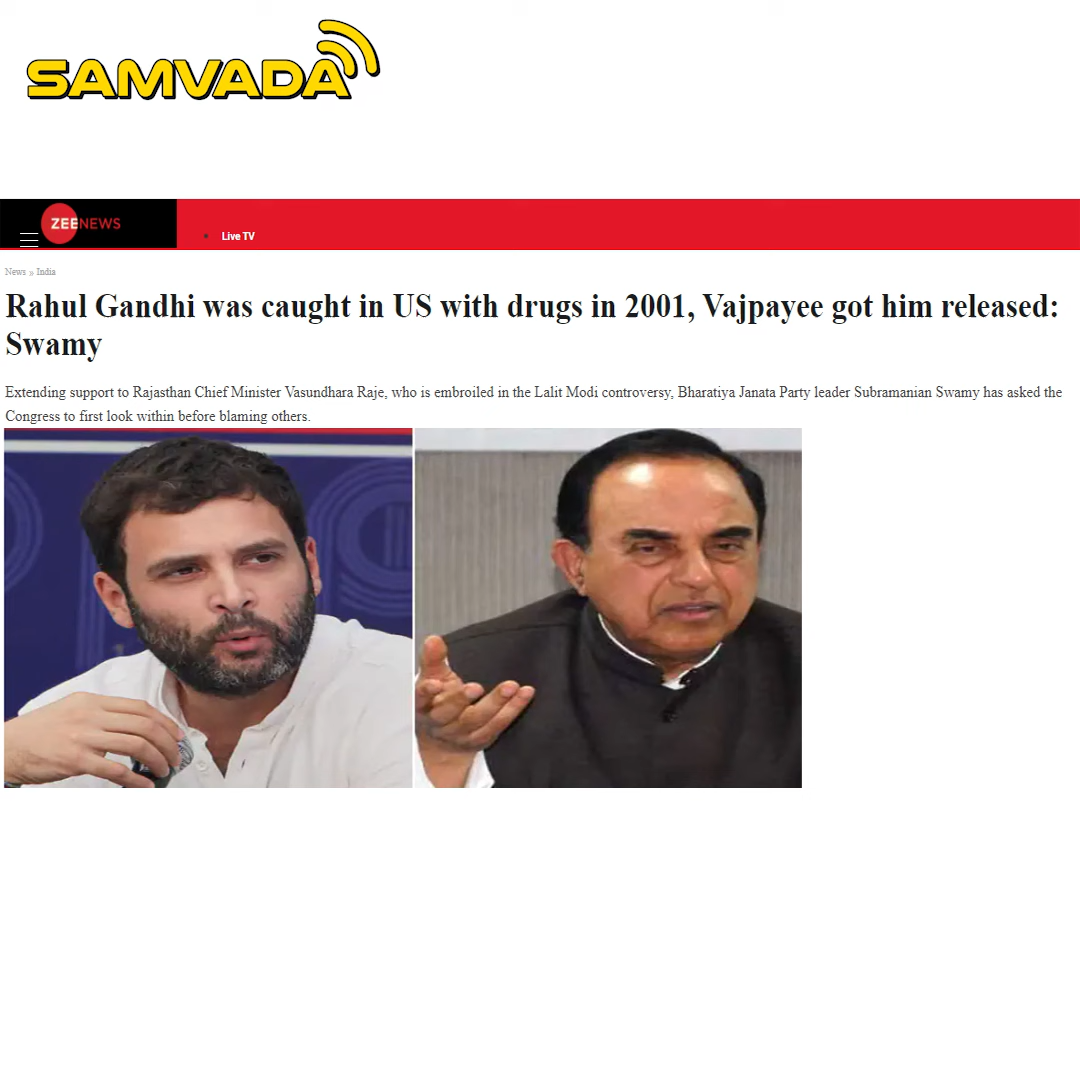 SAMVADA
ZEENEWS
Live TV
News » India
Rahul Gandhi was caught in US with drugs in 2001, Vajpayee got him released:
Swamy
Extending support to Rajasthan Chief Minister Vasundhara Raje, who is embroiled in the Lalit Modi controversy, Bharatiya Janata Party leader Subramanian Swamy has asked the
Congress to first look within before blaming others.